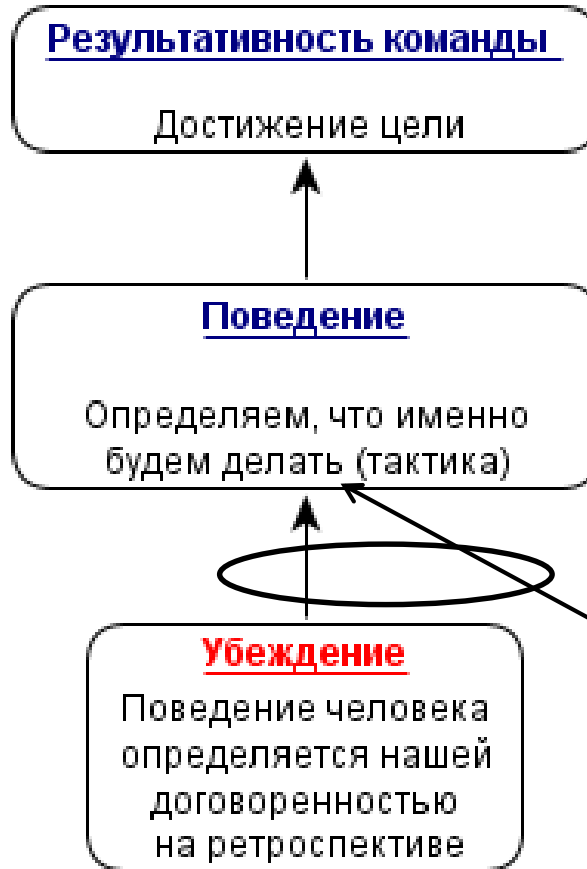 Результативность команды
Достижение цели
Поведение
Определяем, что именно
будем делать (тактика)
Убеждение
Поведение человека
определяется нашей
договоренностью
на ретроспективе